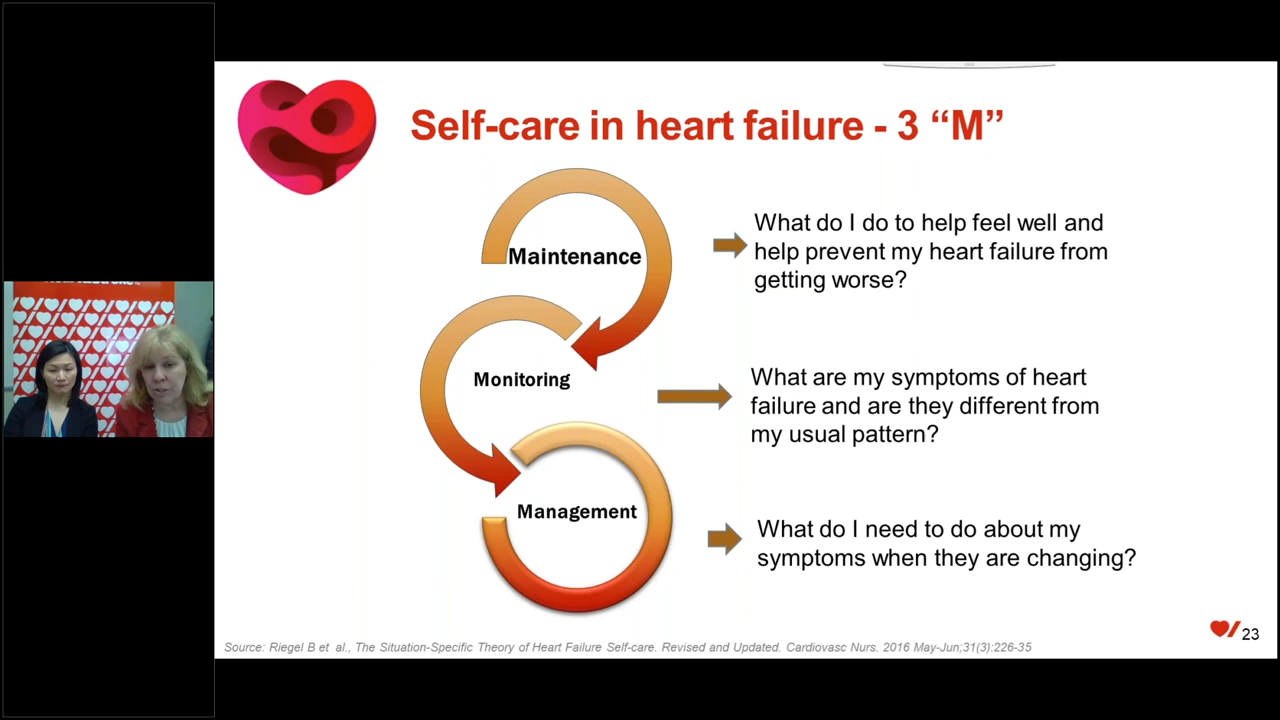 Self-care in heart failure - 3 “M”
Maintenance
What do I do to help feel well and
help prevent my heart failure from
getting worse?
Monitoring
What are my symptoms of heart
failure and are they different from
my usual pattern?
Management
What do I need to do about my
symptoms when they are changing?
Source: Riegel B et al., The Situation-Specific Theory of Heart Failure Self-care. Revised and Updated. Cardiovasc Nurs. 2016 May-Jun;31(3):226-35
23